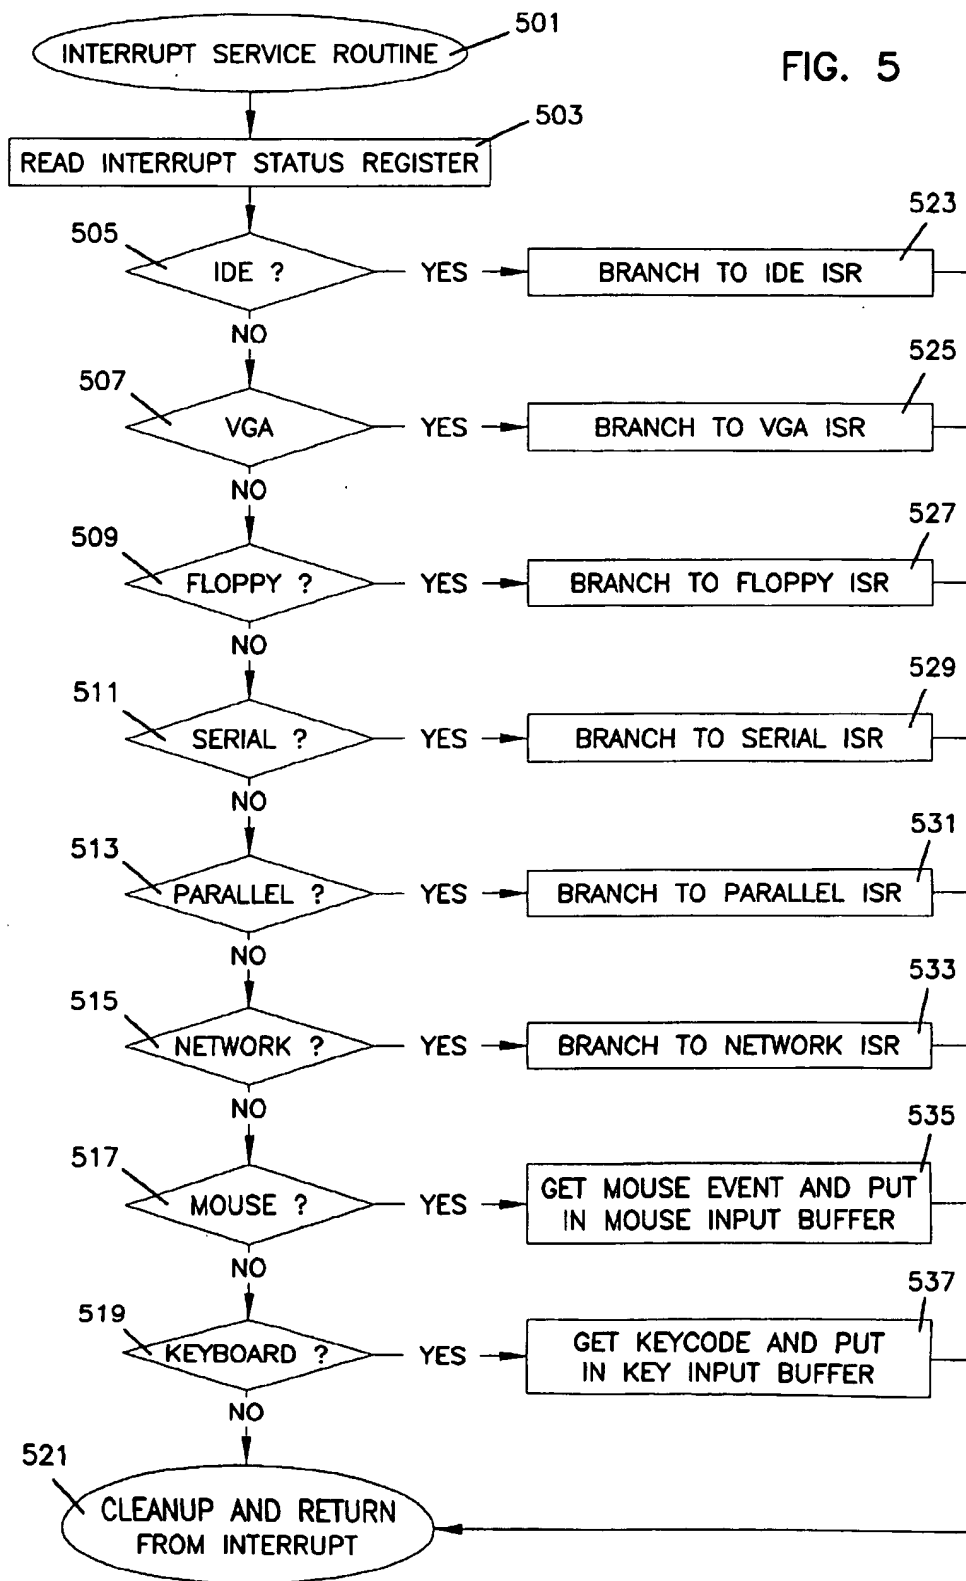 501
INTERRUPT SERVICE ROUTINE
FIG. 5
503
READ INTERRUPT STATUS REGISTER
505
IDE ?
YES
523
BRANCH TO IDE ISR
NO
507
VGA
YES
525
BRANCH TO VGA ISR
NO
509
FLOPPY ?
YES
527
BRANCH TO FLOPPY ISR
NO
511
SERIAL ?
YES
529
BRANCH TO SERIAL ISR
NO
513
PARALLEL ?
YES
531
BRANCH TO PARALLEL ISR
NO
515
NETWORK ?
YES
533
BRANCH TO NETWORK ISR
NO
517
MOUSE ?
YES
535
GET MOUSE EVENT AND PUT
IN MOUSE INPUT BUFFER
NO
519
KEYBOARD ?
YES
537
GET KEYCODE AND PUT
IN KEY INPUT BUFFER
NO
521
CLEANUP AND RETURN
FROM INTERRUPT